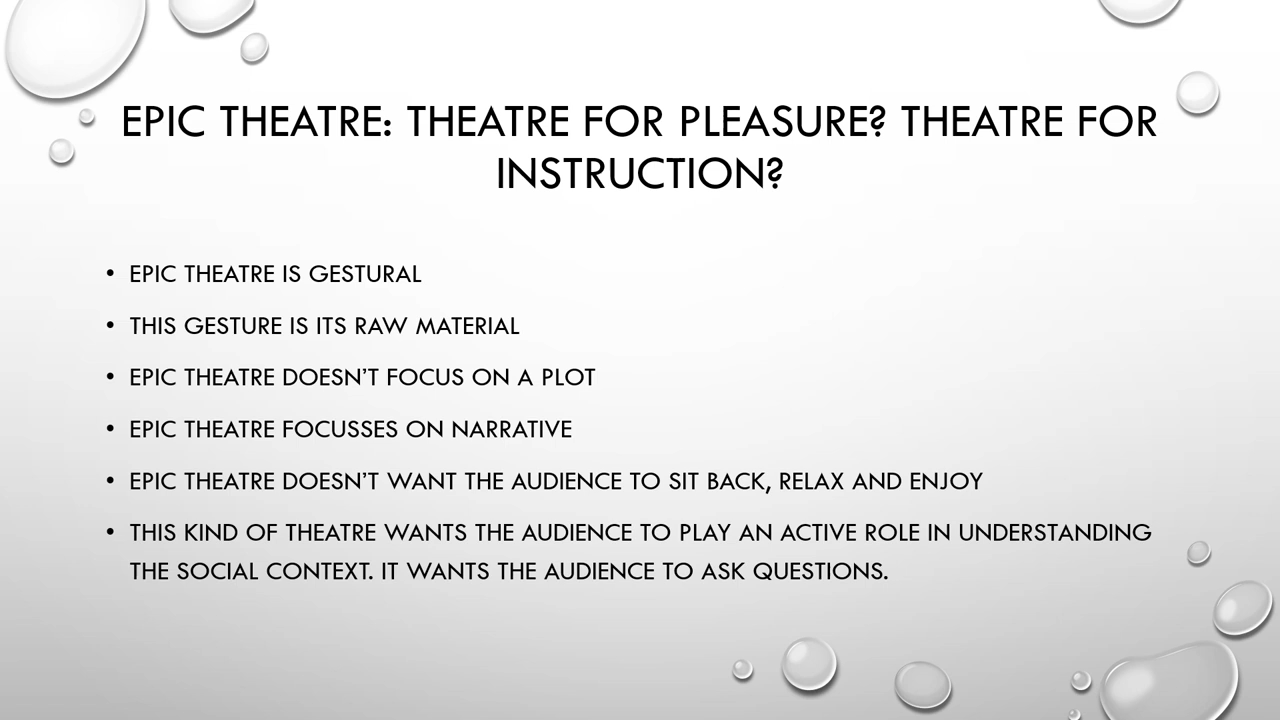 EPIC THEATRE: THEATRE FOR PLEASURE? THEATRE FOR
INSTRUCTION?
• EPIC THEATRE IS GESTURAL
• THIS GESTURE IS ITS RAW MATERIAL
• EPIC THEATRE DOESN’T FOCUS ON A PLOT
• EPIC THEATRE FOCUSSES ON NARRATIVE
• EPIC THEATRE DOESN’T WANT THE AUDIENCE TO SIT BACK, RELAX AND ENJOY
• THIS KIND OF THEATRE WANTS THE AUDIENCE TO PLAY AN ACTIVE ROLE IN UNDERSTANDING
THE SOCIAL CONTEXT. IT WANTS THE AUDIENCE TO ASK QUESTIONS.